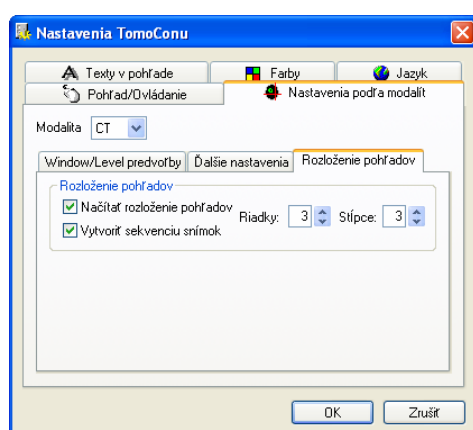 Nastavenia TomoConu
Texty v pohľade Farby Jazyk
Pohľad/Ovládanie Nastavenia podľa modalít
Modalita CT
Window/Level predvoľby Ďalšie nastavenia Rozloženie pohľadov
Rozloženie pohľadov
Načítať rozloženie pohľadov Riadky: 3 Stĺpce: 3
Vytvoriť sekvenciu snímok
OK Zrušiť